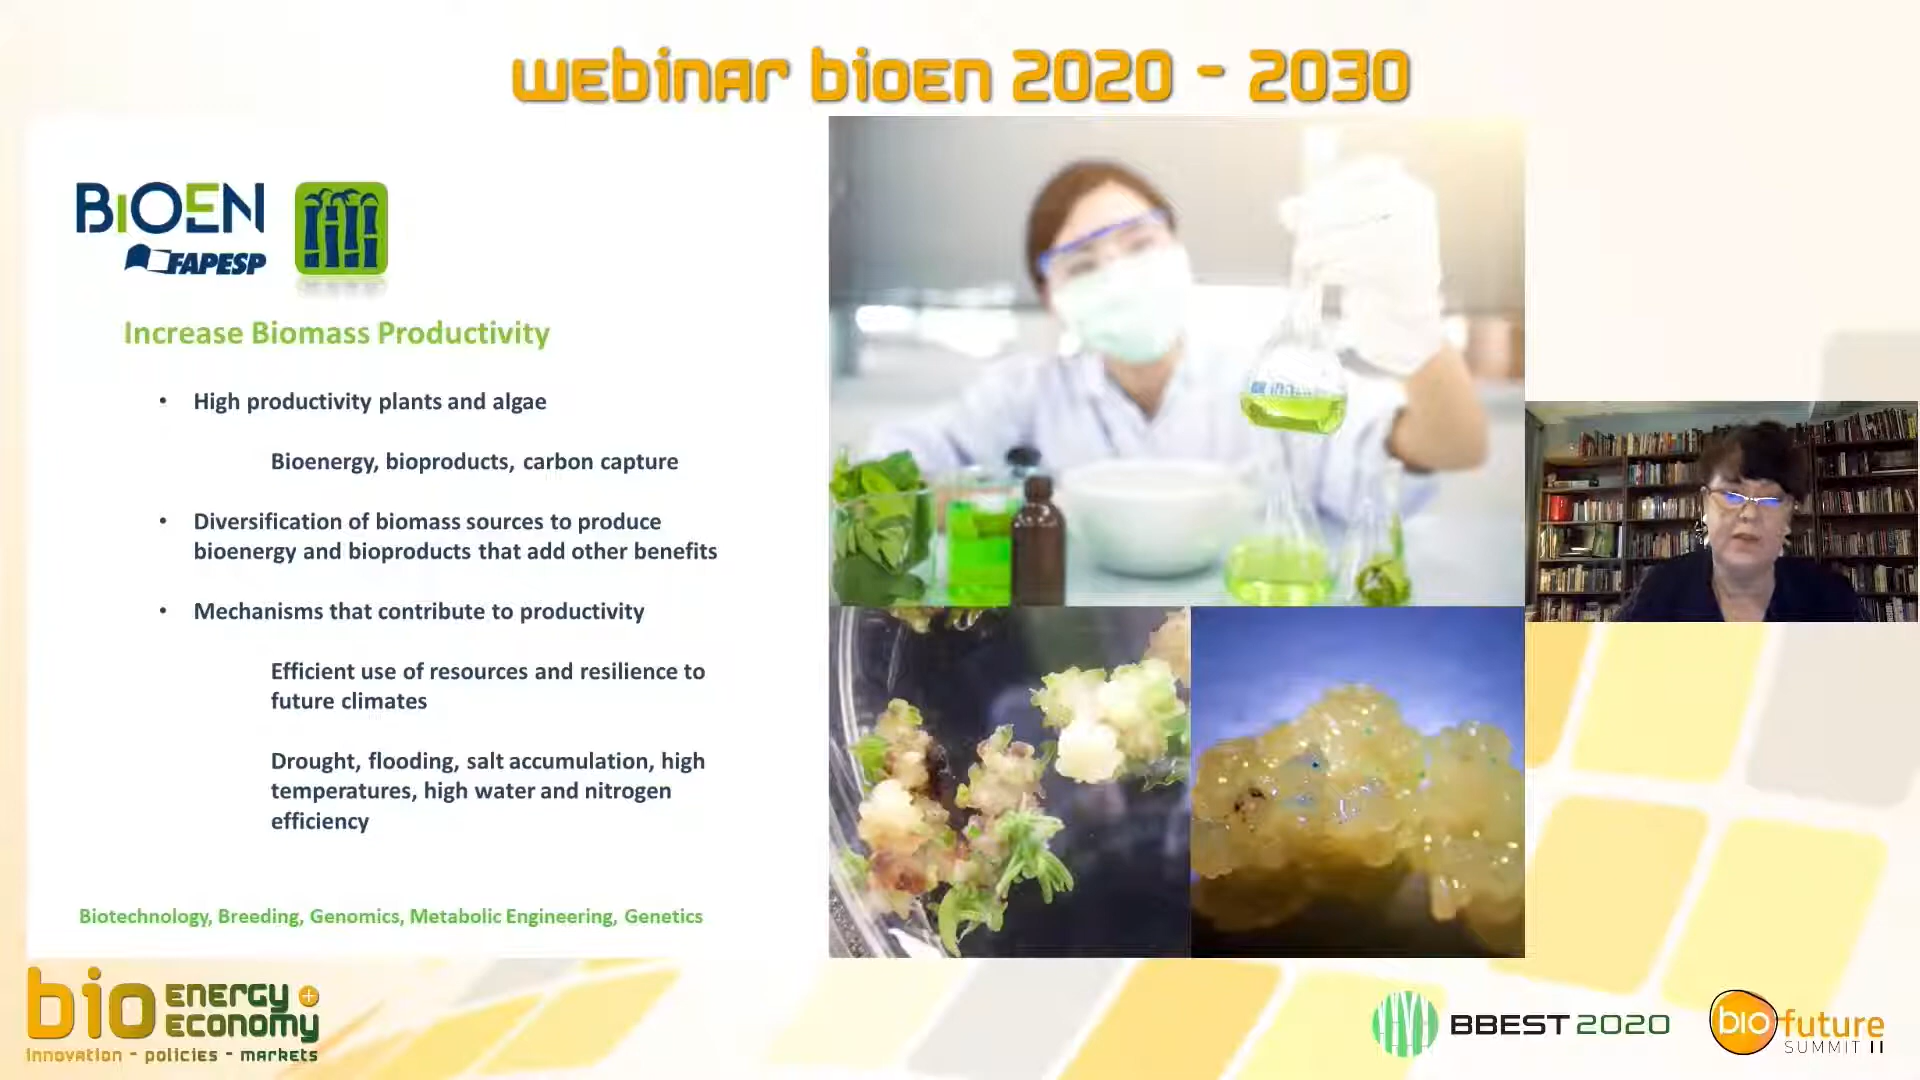 WEBINAR BIOEN 2020 - 2030
BIOEN
FAPESP
Increase Biomass Productivity
• High productivity plants and algae
Bioenergy, bioproducts, carbon capture
• Diversification of biomass sources to produce
bioenergy and bioproducts that add other benefits
• Mechanisms that contribute to productivity
Efficient use of resources and resilience to
future climates
Drought, flooding, salt accumulation, high
temperatures, high water and nitrogen
efficiency
Biotechnology, Breeding, Genomics, Metabolic Engineering, Genetics
bio ENERGY +
ECONOMY
innovation - policies - markets
BBEST 2020
biofuture
SUMMIT II